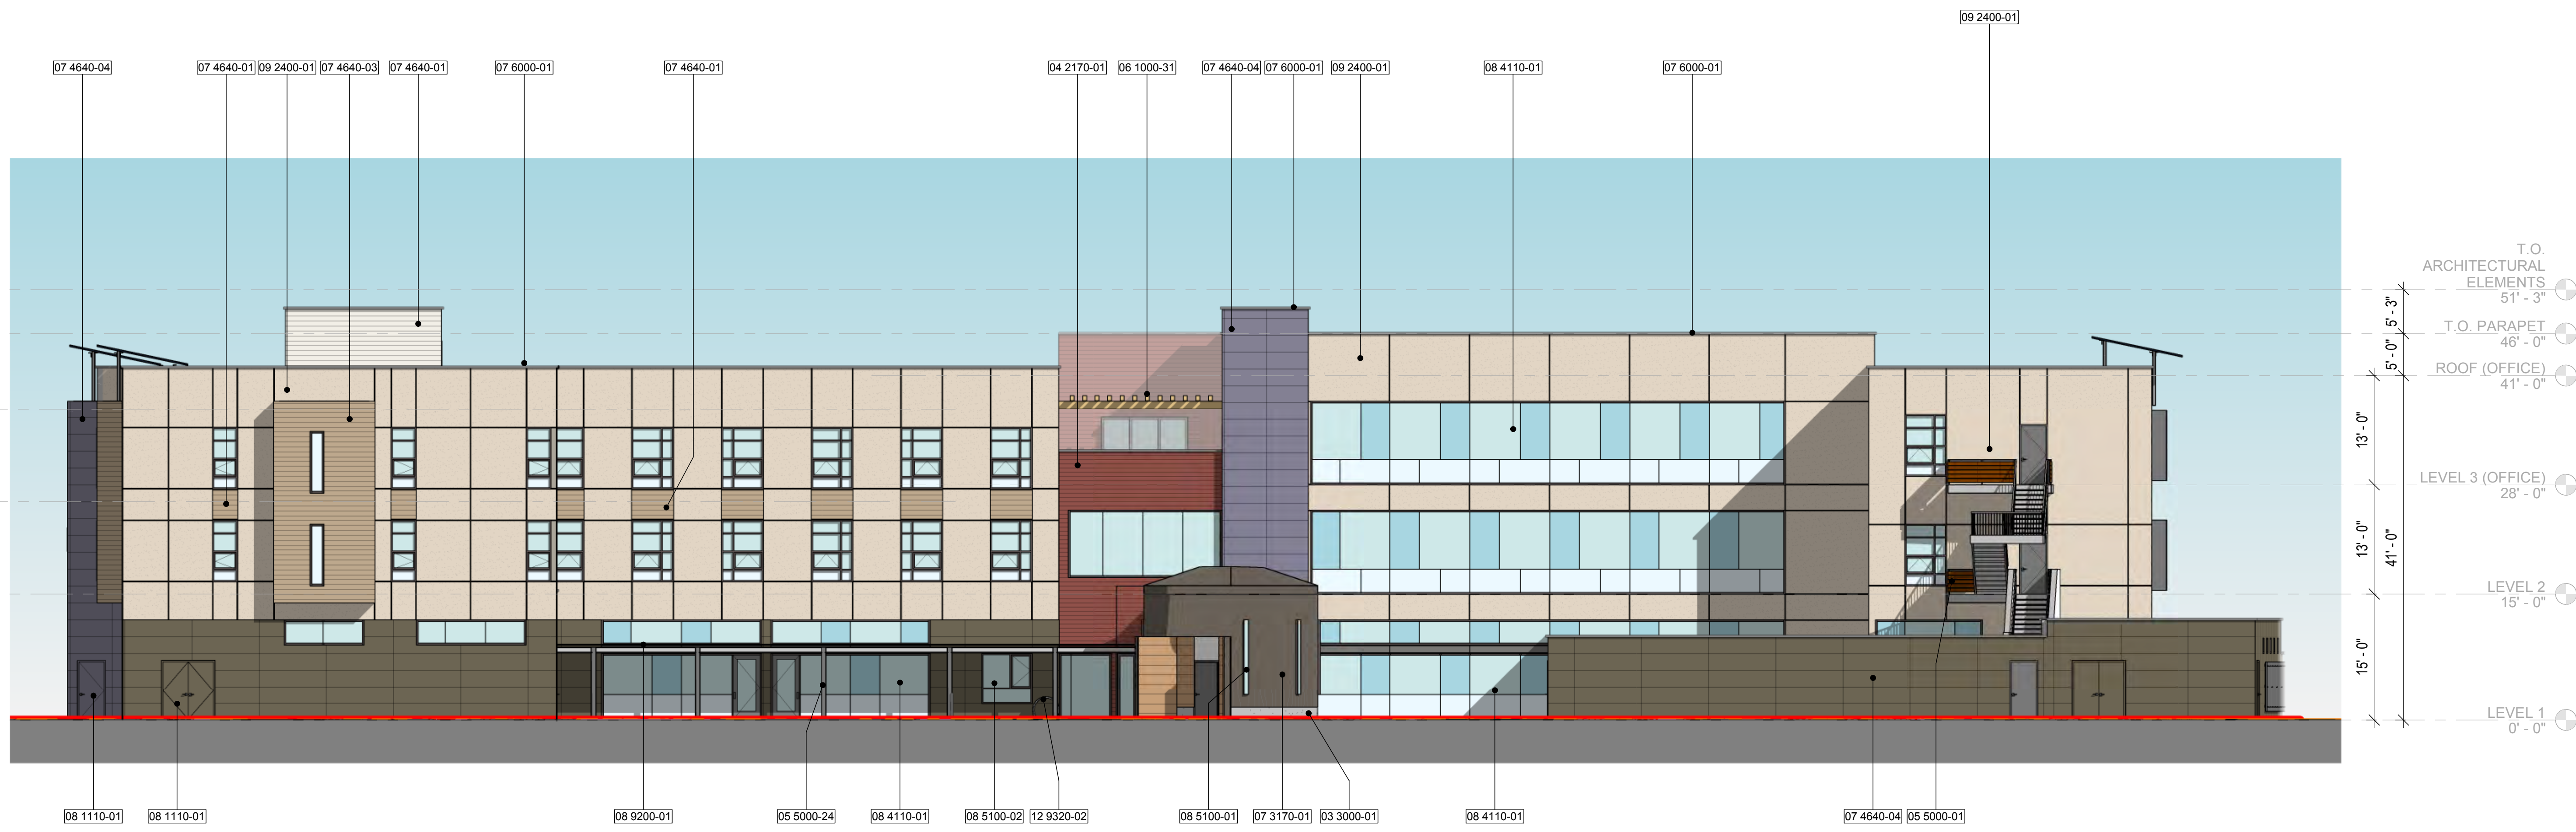 09 2400-01
07 4640-04
07 4640-01
09 2400-01
07 4640-03
07 4640-01
07 6000-01
07 4640-01
04 2170-01
06 1000-31
07 4640-04
07 6000-01
09 2400-01
08 4110-01
07 6000-01
T.O.
ARCHITECTURAL
ELEMENTS
51' - 3"
5' - 3"
T.O. PARAPET
46' - 0"
5' - 0"
ROOF (OFFICE)
41' - 0"
13' - 0"
LEVEL 3 (OFFICE)
28' - 0"
13' - 0"
41' - 0"
LEVEL 2
15' - 0"
15' - 0"
LEVEL 1
0' - 0"
08 1110-01
08 1110-01
08 9200-01
05 5000-24
08 4110-01
08 5100-02
12 9320-02
08 5100-01
07 3170-01
03 3000-01
08 4110-01
07 4640-04
05 5000-01